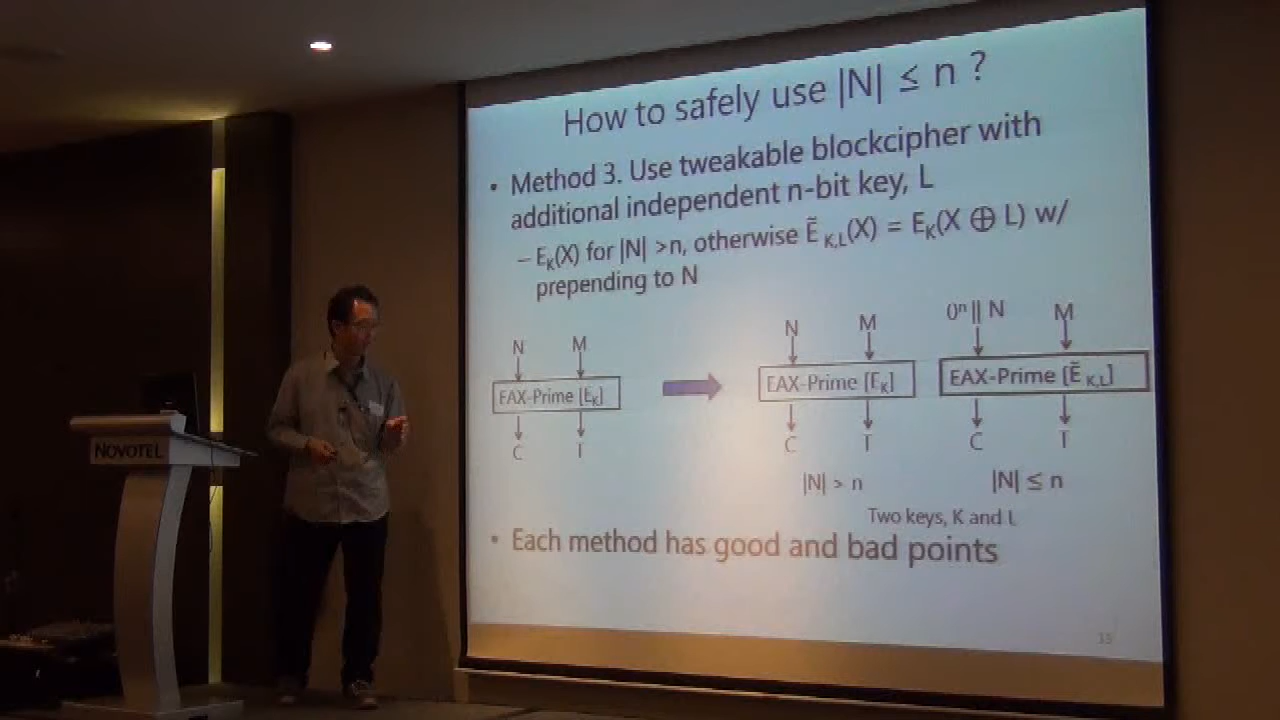 How to safely use |N| ≤ n ?
• Method 3. Use tweakable blockcipher with
additional independent n-bit key, L
– E_K(X) for |N| >n, otherwise Ẽ_K,L(X) = E_K(X ⊕ L) w/
prepending to N
N M
EAX-Prime [E_K]
C T
N M
EAX-Prime [E_K]
C T
|N| > n
0ⁿ || N M
EAX-Prime [Ẽ_K,L]
C T
|N| ≤ n
Two keys, K and L
• Each method has good and bad points
NOVOTEL